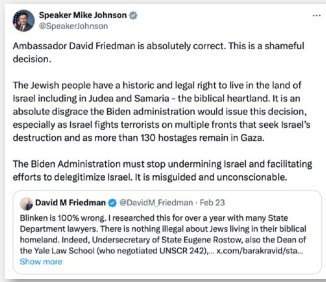 Speaker Mike Johnson
@SpeakerJohnson
Ambassador David Friedman is absolutely correct. This is a shameful
decision.
The Jewish people have a historic and legal right to live in the land of
Israel including in Judea and Samaria - the biblical heartland. It is an
absolute disgrace the Biden administration would issue this decision,
especially as Israel fights terrorists on multiple fronts that seek Israel's
destruction and as more than 130 hostages remain in Gaza.
The Biden Administration must stop undermining Israel and facilitating
efforts to delegitimize Israel. It is misguided and unconscionable.
David M Friedman @DavidM_Friedman · Feb 23
Blinken is 100% wrong. I researched this for over a year with many State
Department lawyers. There is nothing illegal about Jews living in their biblical
homeland. Indeed, Undersecretary of State Eugene Rostow, also the Dean of
the Yale Law School (who negotiated UNSCR 242),... x.com/barakravid/sta...
Show more